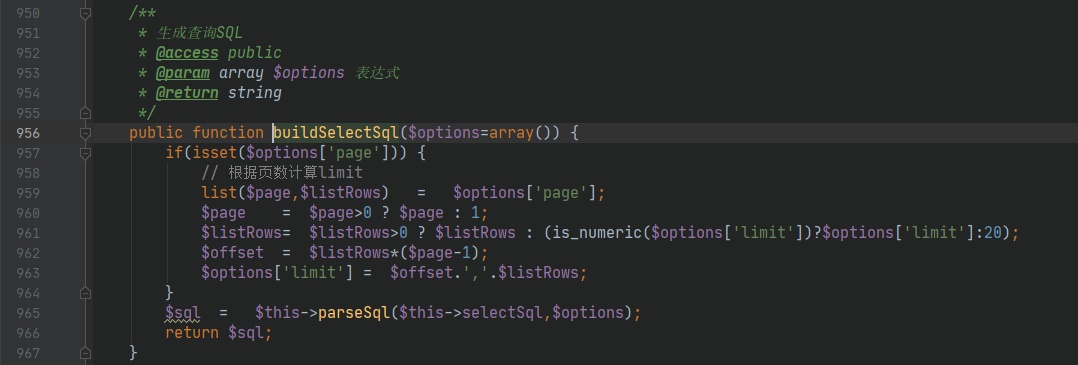 950 /**
951 * 生成查询SQL
952 * @access public
953 * @param array $options 表达式
954 * @return string
955 */
956 public function buildSelectSql($options=array()) {
957 if(isset($options['page'])) {
958 // 根据页数计算limit
959 list($page,$listRows)   =   $options['page'];
960 $page    =  $page>0 ? $page : 1;
961 $listRows=  $listRows>0 ? $listRows : (is_numeric($options['limit'])?$options['limit']:20);
962 $offset  =  $listRows*($page-1);
963 $options['limit'] =  $offset.','.$listRows;
964 }
965 $sql  =   $this->parseSql($this->selectSql,$options);
966 return $sql;
967 }